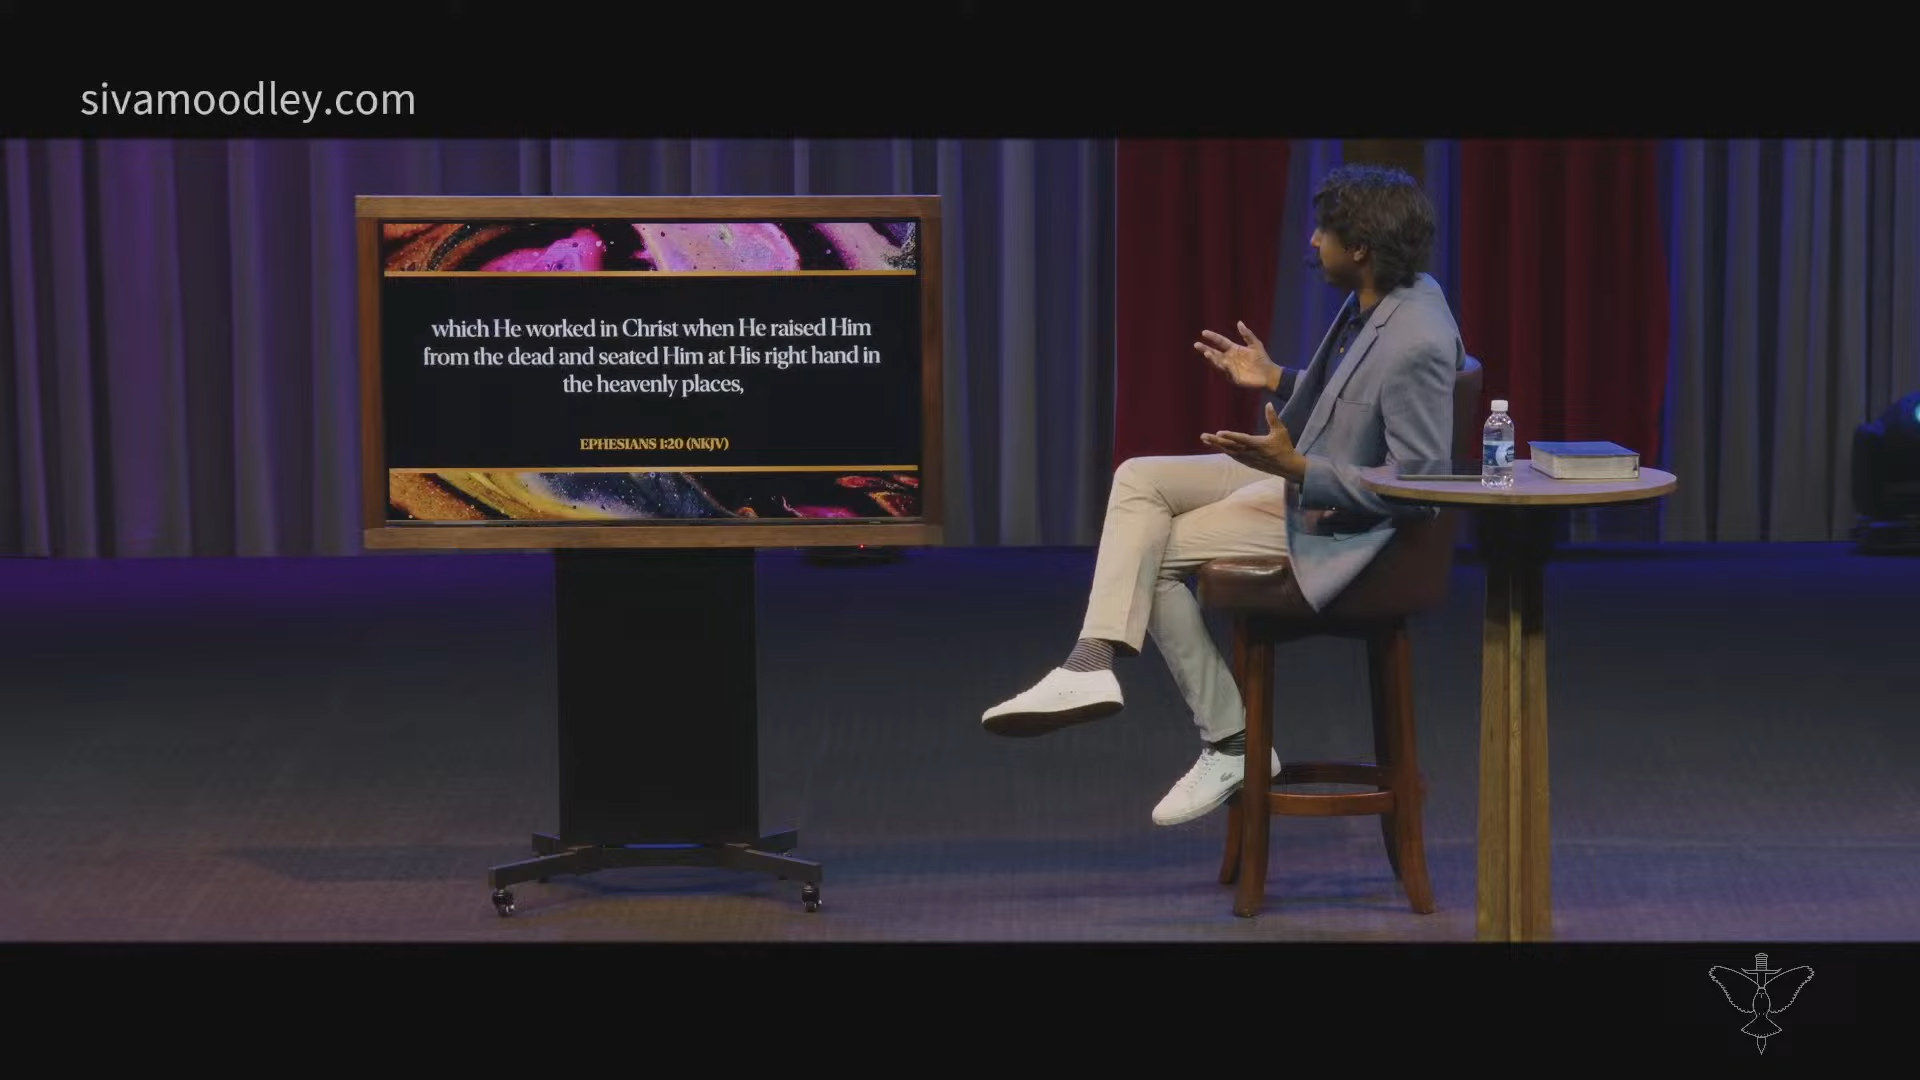 sivamoodley.com
which He worked in Christ when He raised Him
from the dead and seated Him at His right hand in
the heavenly places,
EPHESIANS 1:20 (NKJV)